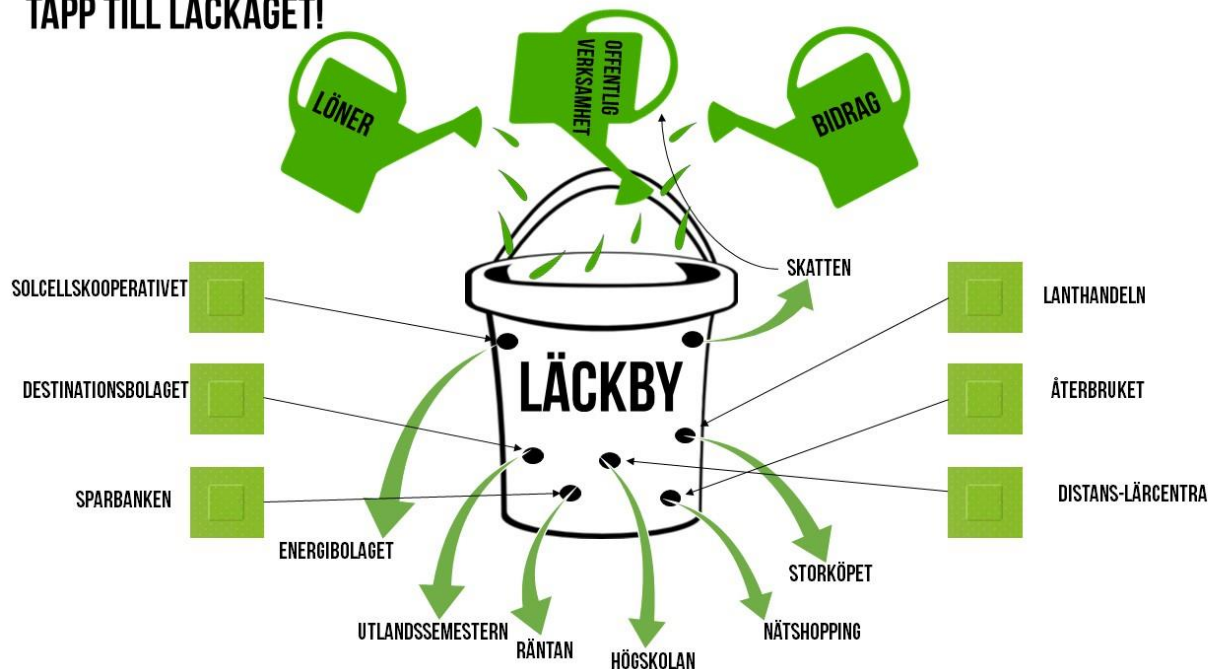 TÄPP TILL LÄCKAGET!
LÖNER
OFFENTLIG
VERKSAMHET
BIDRAG
SKATTEN
SOLCELLSKOOPERATIVET
LANTHANDELN
LÄCKBY
DESTINATIONSBOLAGET
ÅTERBRUKET
SPARBANKEN
DISTANS-LÄRCENTRA
ENERGIBOLAGET
STORKÖPET
UTLANDSSEMESTERN
RÄNTAN
HÖGSKOLAN
NÄTSHOPPING